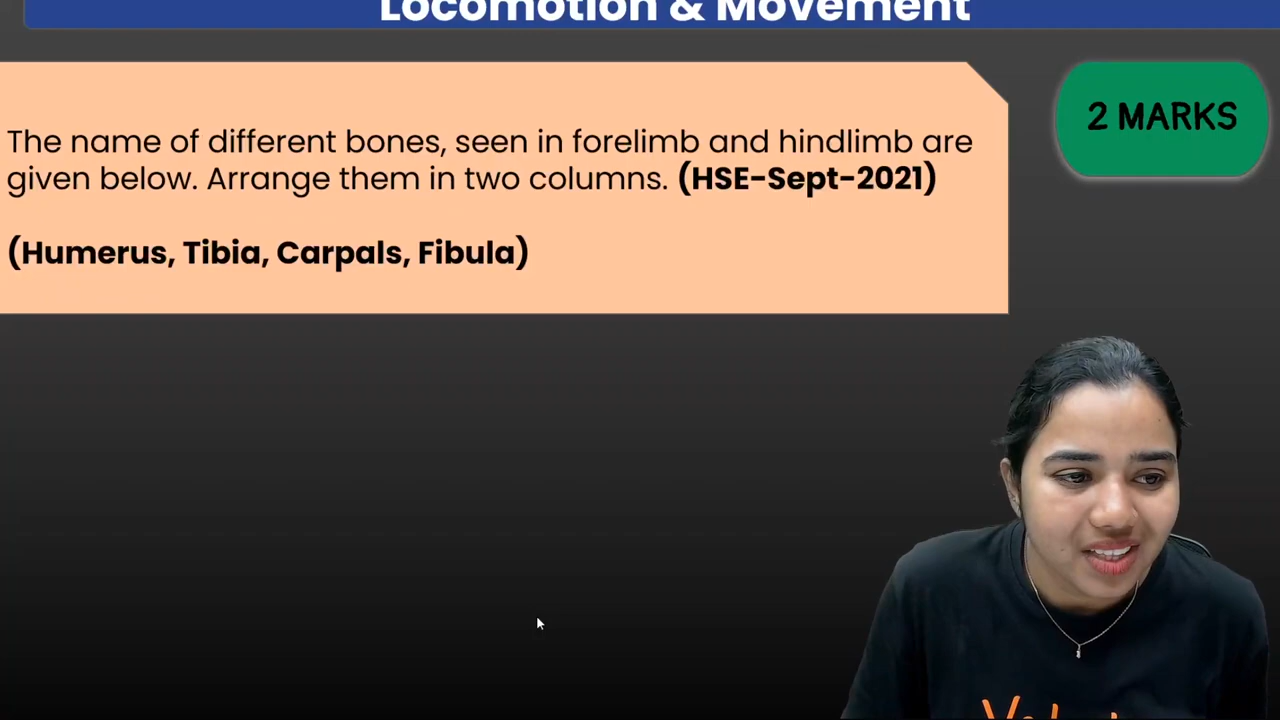 Locomotion & Movement
2 MARKS
The name of different bones, seen in forelimb and hindlimb are
given below. Arrange them in two columns. (HSE-Sept-2021)
(Humerus, Tibia, Carpals, Fibula)